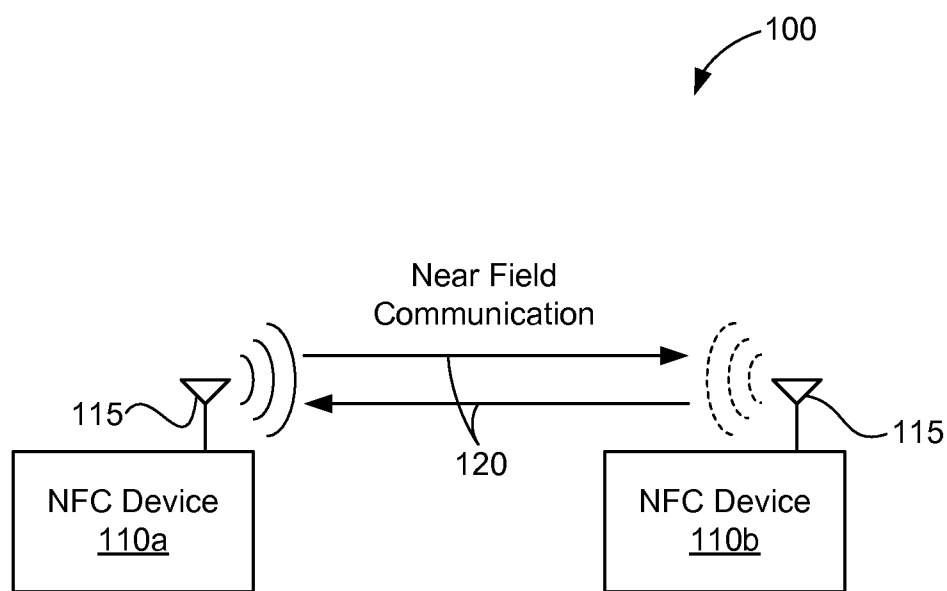 100
Near Field
Communication
115
115
120
NFC Device
110a
NFC Device
110b